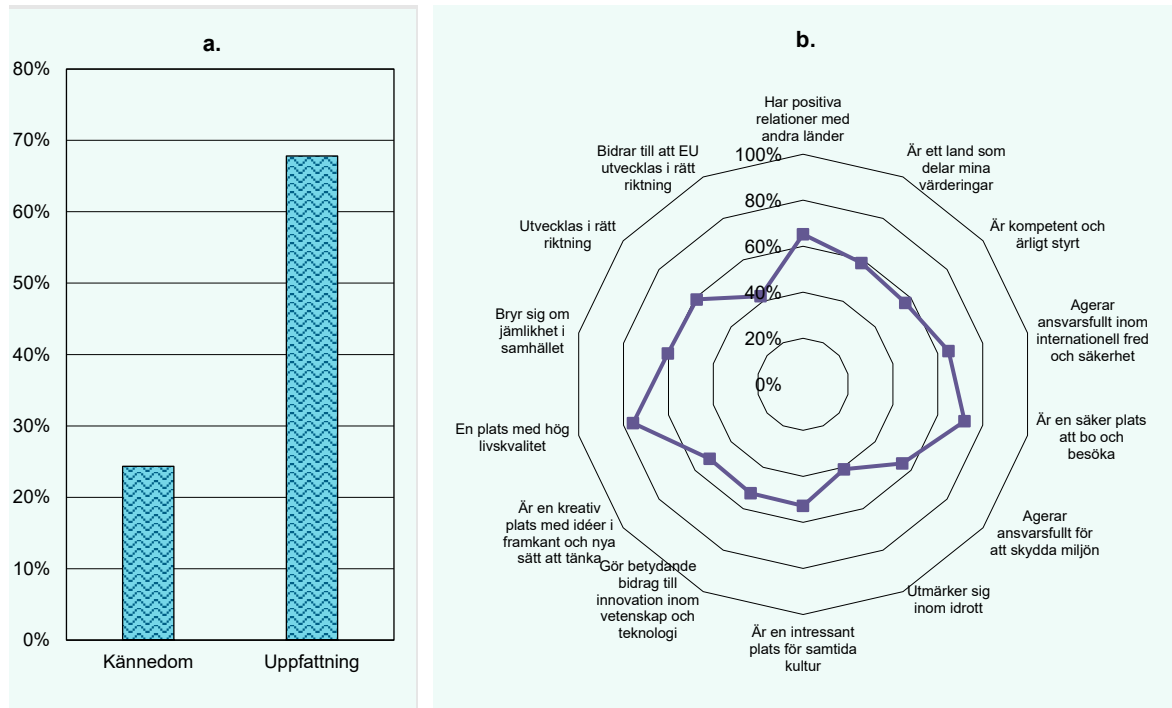 a.
80%
70%
60%
50%
40%
30%
20%
10%
0%
Kännedom
Uppfattning
b.
Har positiva
relationer med
andra länder
Är ett land som
delar mina
värderingar
Är kompetent och
ärligt styrt
Agerar
ansvarsfullt inom
internationell fred
och säkerhet
Är en säker plats
att bo och
besöka
Agerar
ansvarsfullt för
att skydda miljön
Utmärker sig
inom idrott
Är en intressant
plats för samtida
kultur
Gör betydande
bidrag till
innovation inom
vetenskap och
teknologi
Är en kreativ
plats med idéer i
framkant och nya
sätt att tänka
En plats med hög
livskvalitet
Bryr sig om
jämlikhet i
samhället
Utvecklas i rätt
riktning
Bidrar till att EU
utvecklas i rätt
riktning
100%
80%
60%
40%
20%
0%